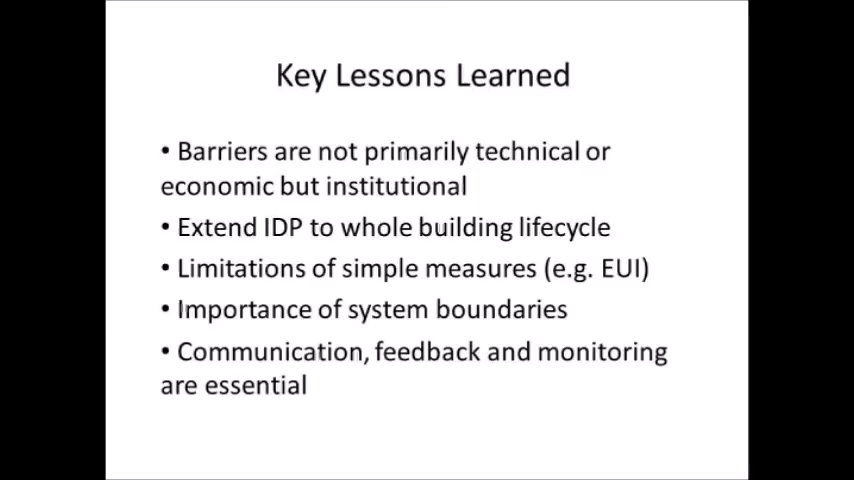 Key Lessons Learned
• Barriers are not primarily technical or
economic but institutional
• Extend IDP to whole building lifecycle
• Limitations of simple measures (e.g. EUI)
• Importance of system boundaries
• Communication, feedback and monitoring
are essential